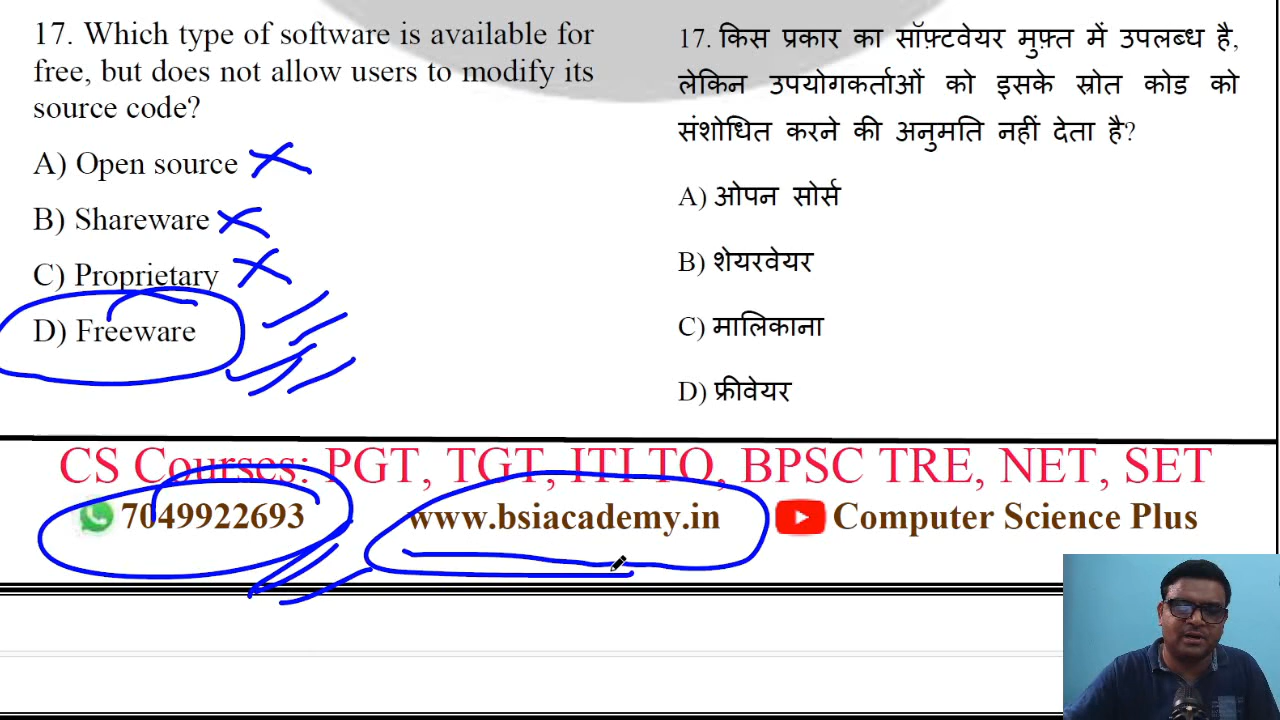 17. Which type of software is available for
free, but does not allow users to modify its
source code?
A) Open source
B) Shareware
C) Proprietary
D) Freeware
17. किस प्रकार का सॉफ़्टवेयर मुफ़्त में उपलब्ध है,
लेकिन उपयोगकर्ताओं को इसके स्रोत कोड को
संशोधित करने की अनुमति नहीं देता है?
A) ओपन सोर्स
B) शेयरवेयर
C) मालिकाना
D) फ्रीवेयर
CS Courses: PGT, TGT, ITI TO, BPSC TRE, NET, SET
7049922693 www.bsiacademy.in Computer Science Plus